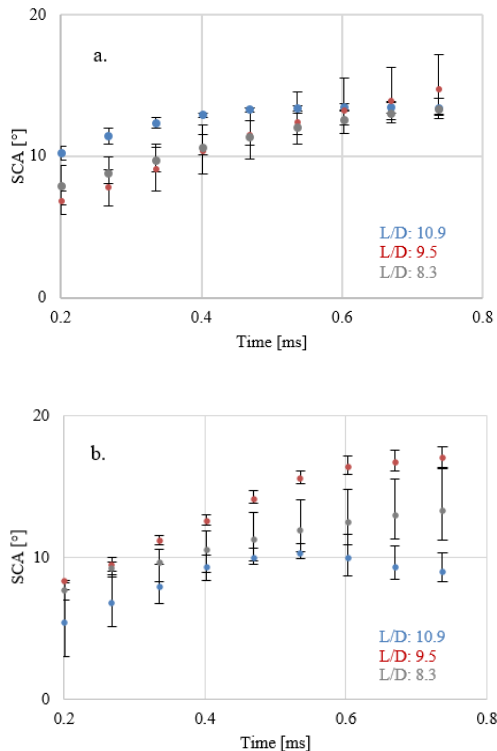 20
a.
SCA [°]
10
L/D: 10.9
L/D: 9.5
L/D: 8.3
0
0.2 0.4 0.6 0.8
Time [ms]
20
b.
SCA [°]
10
L/D: 10.9
L/D: 9.5
L/D: 8.3
0
0.2 0.4 0.6 0.8
Time [ms]